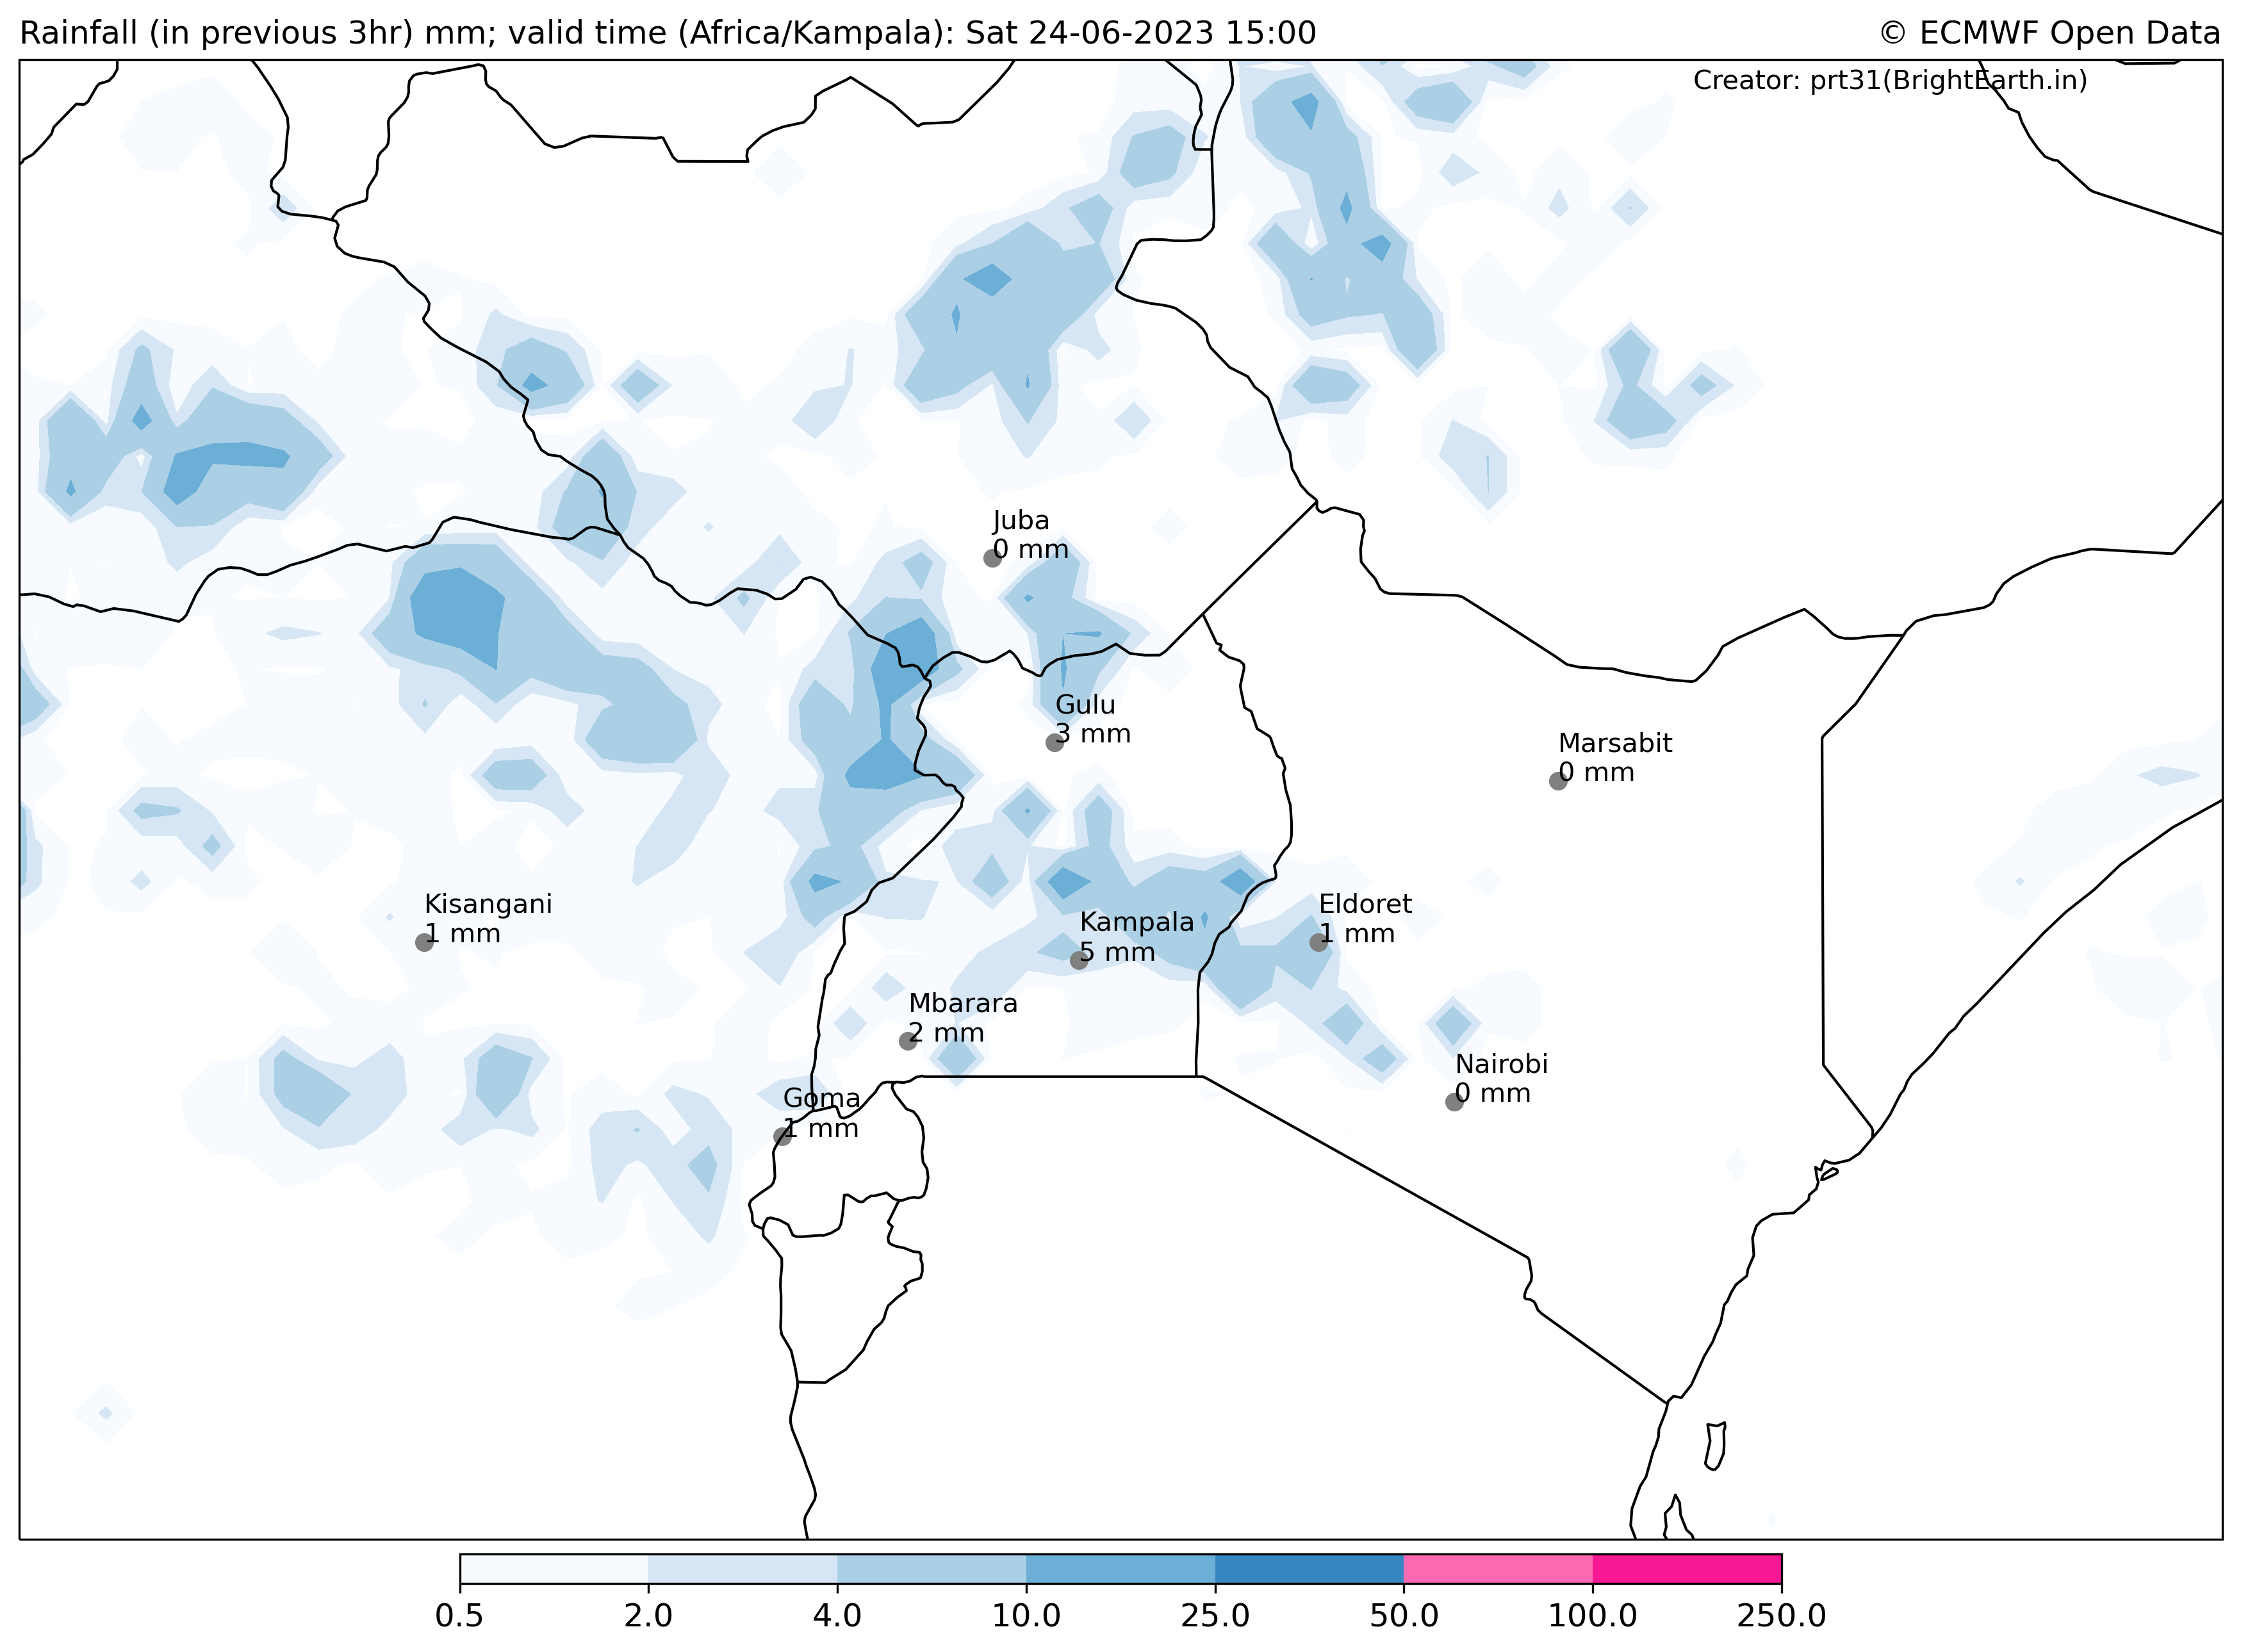 Rainfall (in previous 3hr) mm; valid time (Africa/Kampala): Sat 24-06-2023 15:00
© ECMWF Open Data
Creator: prt31(BrightEarth.in)
Juba
0 mm
Gulu
3 mm
Marsabit
0 mm
Kisangani
1 mm
Eldoret
1 mm
Kampala
5 mm
Mbarara
2 mm
Nairobi
0 mm
Goma
1 mm
0.5 2.0 4.0 10.0 25.0 50.0 100.0 250.0